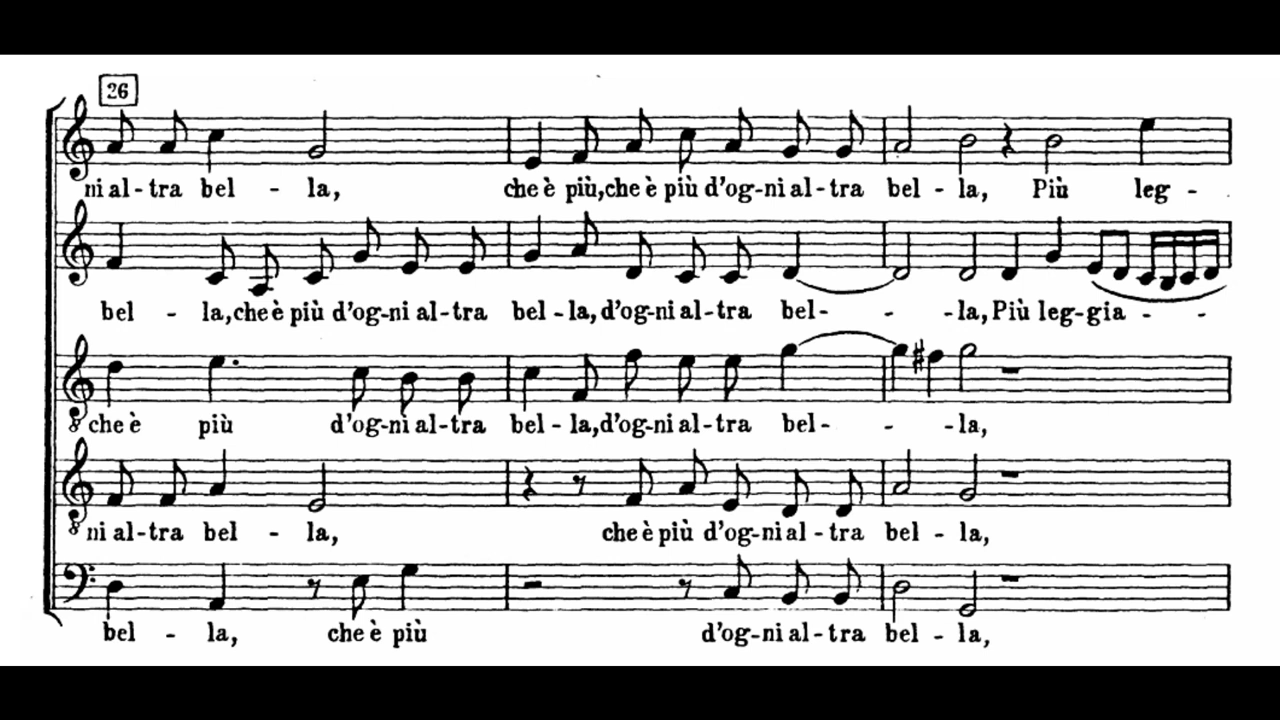 26
ni al-tra bel - la, che è più, che è più d'og-ni al-tra bel - la, Più leg -
bel - la, che è più d'og-ni al-tra bel - la, d'og-ni al-tra bel - - - la, Più leg-gia - - -
8 che è più d'og-ni al-tra bel - la, d'og-ni al-tra bel - - - la,
8 ni al-tra bel - la, che è più d'og-ni al-tra bel - la,
bel - la, che è più d'og-ni al-tra bel - la,